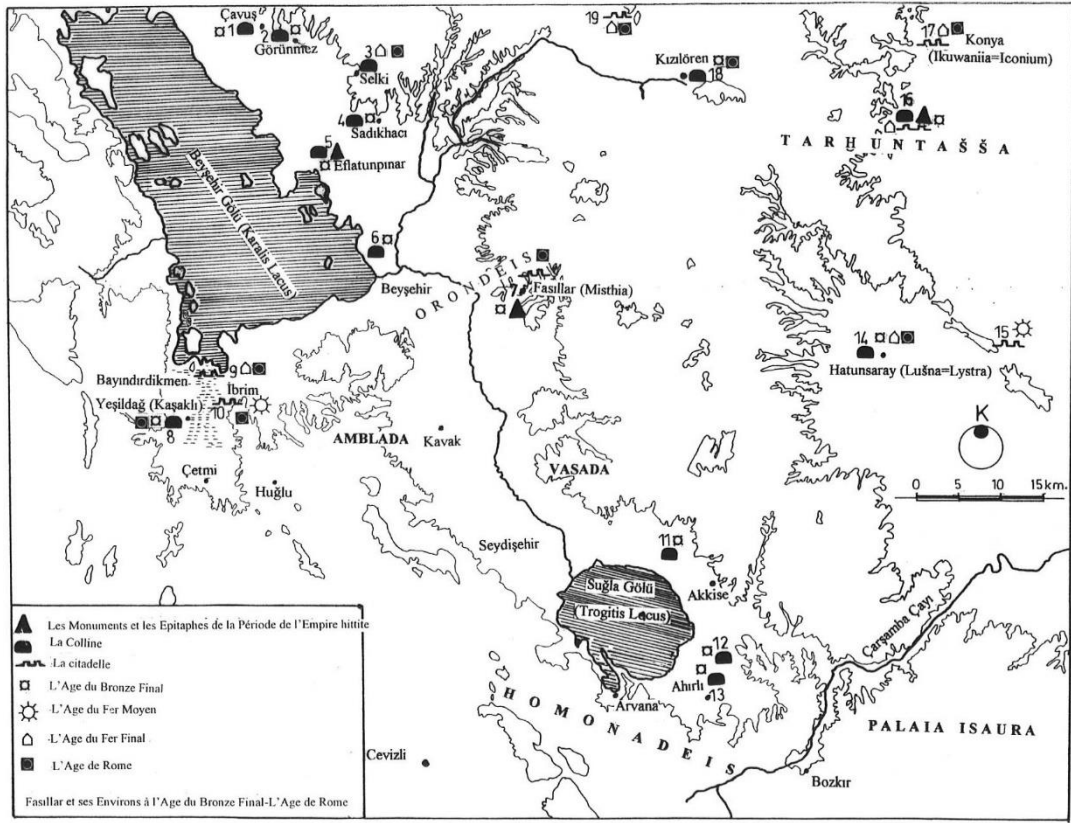 Çavuş
1
2
Görünmez
3
Selki
4
Sadıkhacı
5
Eflatunpınar
6
Beyşehir
Beyşehir Gölü (Karalis Lacus)
19
Kızılören
18
17
Konya
(Ikuwaniia=Iconium)
16
TARHUNTAŠŠA
ORONDEIS
7
Fasıllar (Misthia)
15
14
Hatunsaray (Lušna=Lystra)
9
Bayındırdikmen
İbrim
Yeşildağ (Kaşaklı)
10
8
Çetmi
Huğlu
AMBLADA
Kavak
VASADA
K
0 5 10 15 km.
Seydişehir
11
Suğla Gölü
(Trogitis Lacus)
Akkise
Çarşamba Çayı
12
Ahırlı
13
Arvana
HOMONADEIS
PALAIA ISAURA
Cevizli
Bozkır
Les Monuments et les Epitaphes de la Période de l'Empire hittite
La Colline
La citadelle
L'Age du Bronze Final
L'Age du Fer Moyen
L'Age du Fer Final
L'Age de Rome
Fasıllar et ses Environs à l'Age du Bronze Final-L'Age de Rome